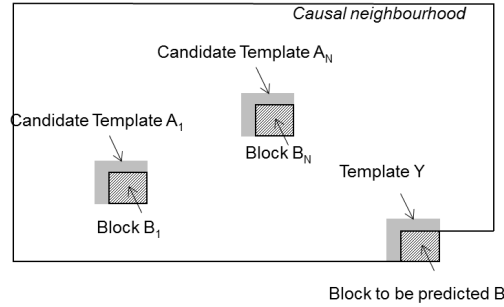 Causal neighbourhood
Candidate Template A_N
Candidate Template A_1
Block B_N
Template Y
Block B_1
Block to be predicted B